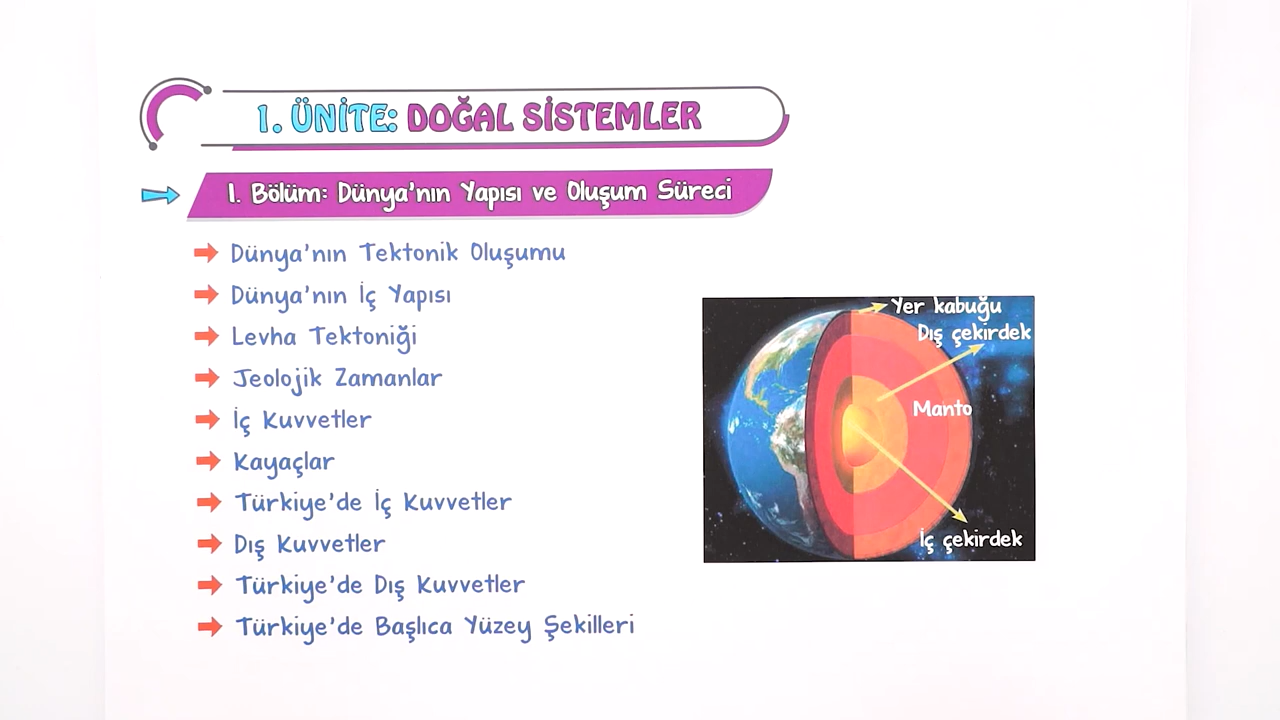 1. ÜNİTE: DOĞAL SİSTEMLER
1. Bölüm: Dünya'nın Yapısı ve Oluşum Süreci
Dünya'nın Tektonik Oluşumu
Dünya'nın İç Yapısı
Levha Tektoniği
Jeolojik Zamanlar
İç Kuvvetler
Kayaçlar
Türkiye'de İç Kuvvetler
Dış Kuvvetler
Türkiye'de Dış Kuvvetler
Türkiye'de Başlıca Yüzey Şekilleri
Yer kabuğu
Dış çekirdek
Manto
İç çekirdek